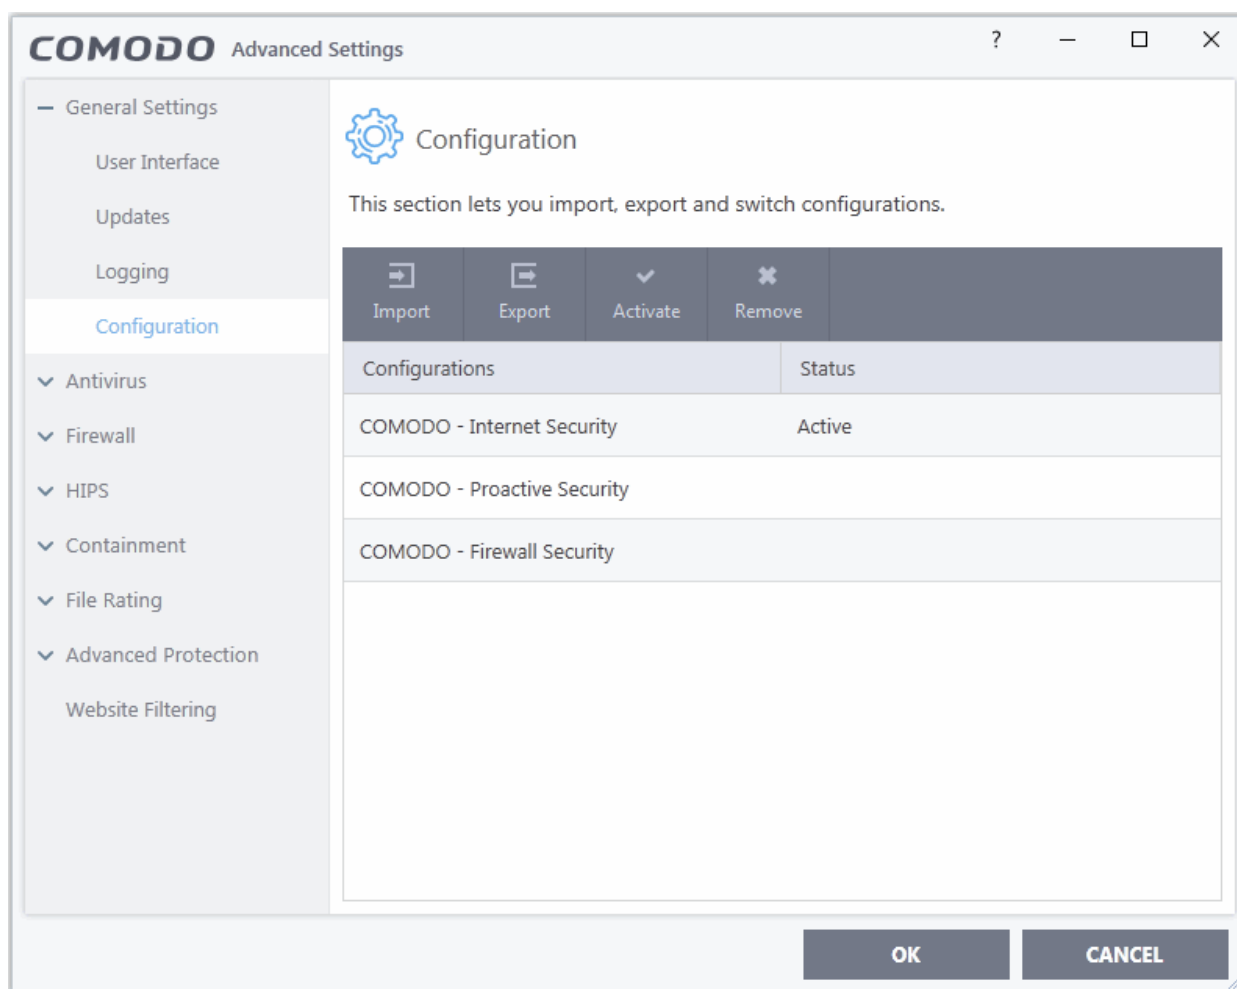 COMODO Advanced Settings ?
General Settings
User Interface
Updates
Logging
Configuration
Antivirus
Firewall
HIPS
Containment
File Rating
Advanced Protection
Website Filtering
Configuration
This section lets you import, export and switch configurations.
Import Export Activate Remove
Configurations Status
COMODO - Internet Security Active
COMODO - Proactive Security
COMODO - Firewall Security
OK CANCEL